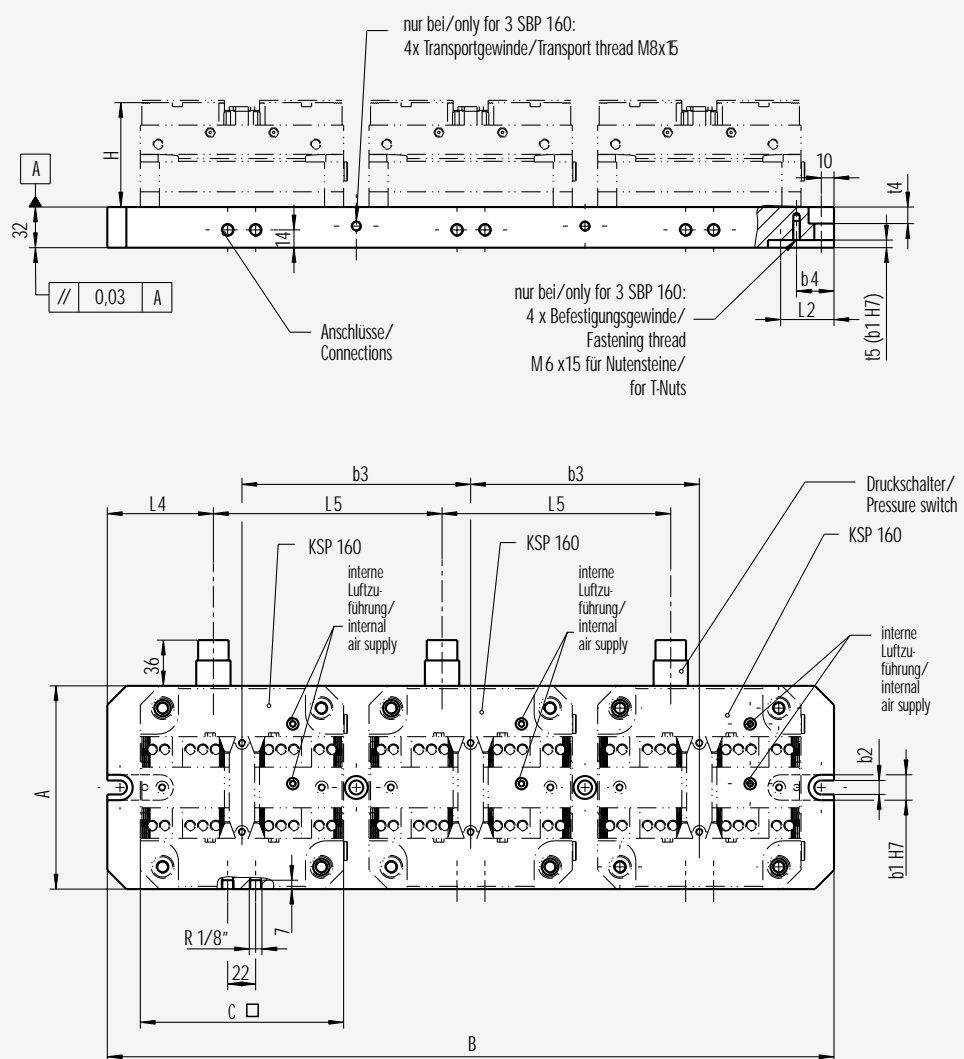 nur bei/only for 3 SBP 160:
4x Transportgewinde/Transport thread M8x15
H
A
32
14
10
t4
b4
L2
t5 (b1 H7)
// 0,03 A
Anschlüsse/
Connections
nur bei/only for 3 SBP 160:
4 x Befestigungsgewinde/
Fastening thread
M 6 x15 für Nutensteine/
for T-Nuts
b3
b3
L4
L5
L5
Druckschalter/
Pressure switch
KSP 160
KSP 160
KSP 160
interne
Luftzu-
führung/
internal
air supply
interne
Luftzu-
führung/
internal
air supply
interne
Luftzu-
führung/
internal
air supply
36
A
b2
b1 H7
R 1/8"
7
22
C □
B